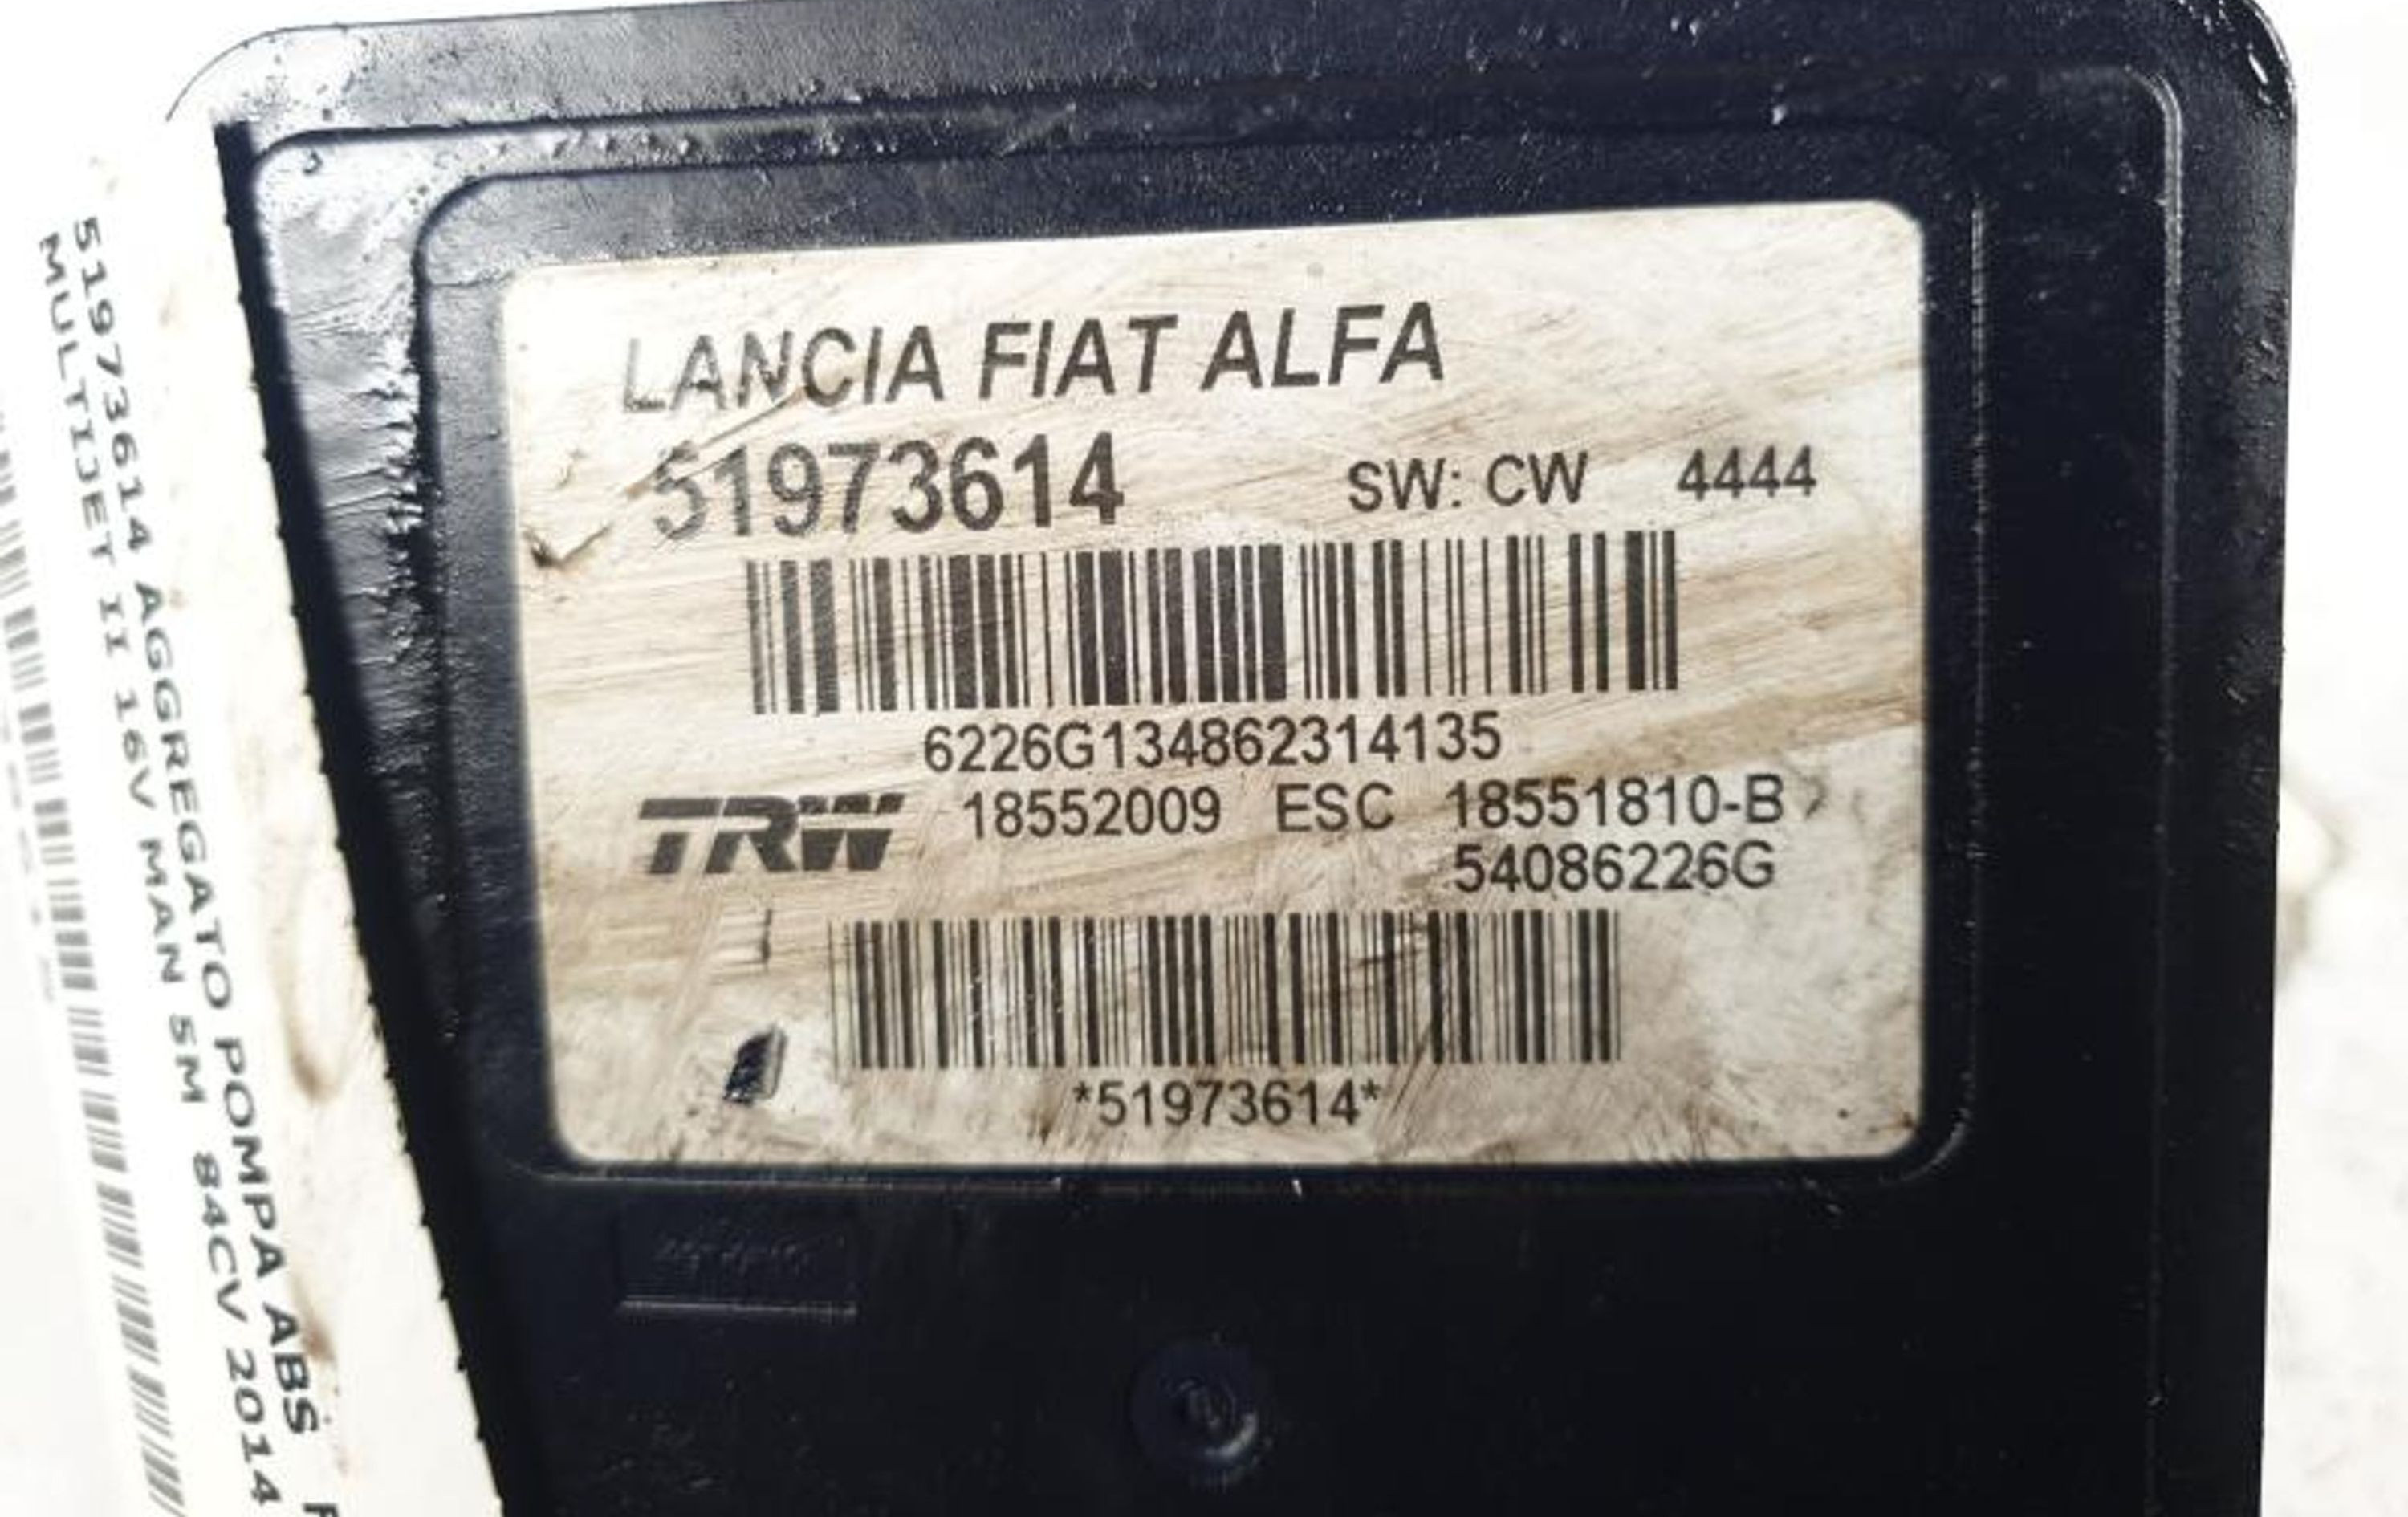 LANCIA FIAT ALFA
51973614 SW: CW 4444
6226G134862314135
TRW 18552009 ESC 18551810-B
54086226G
*51973614*
51973614 AGGREGATO POMPA ABS
MULTIJET II 16V MAN 5M 84CV 2014